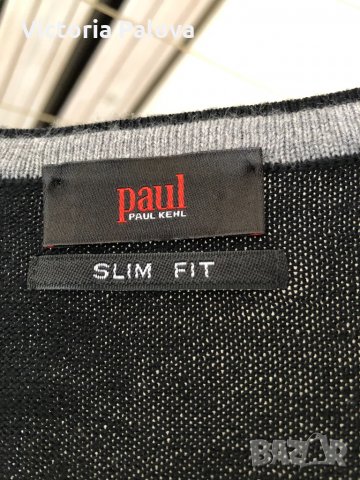 Victoria Palova
paul
PAUL KEHL
SLIM FIT
BAZAR